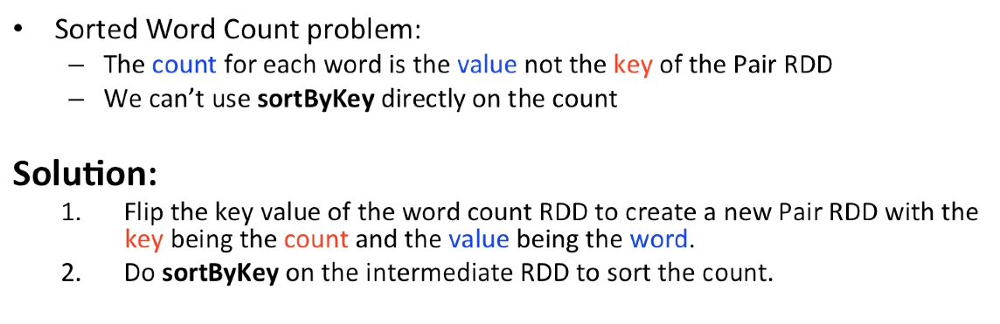 • Sorted Word Count problem:
– The count for each word is the value not the key of the Pair RDD
– We can't use sortByKey directly on the count
Solution:
1. Flip the key value of the word count RDD to create a new Pair RDD with the
key being the count and the value being the word.
2. Do sortByKey on the intermediate RDD to sort the count.